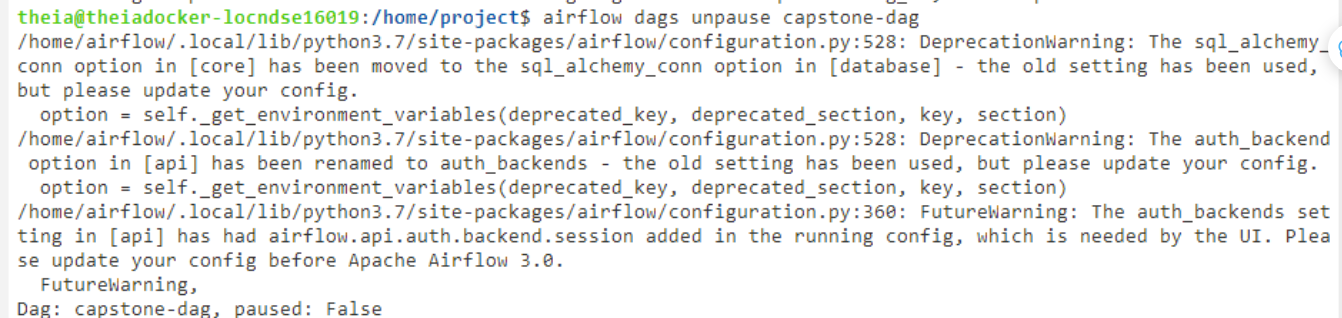 theia@theiadocker-locndse16019:/home/project$ airflow dags unpause capstone-dag
/home/airflow/.local/lib/python3.7/site-packages/airflow/configuration.py:528: DeprecationWarning: The sql_alchemy_
conn option in [core] has been moved to the sql_alchemy_conn option in [database] - the old setting has been used,
but please update your config.
  option = self._get_environment_variables(deprecated_key, deprecated_section, key, section)
/home/airflow/.local/lib/python3.7/site-packages/airflow/configuration.py:528: DeprecationWarning: The auth_backend
 option in [api] has been renamed to auth_backends - the old setting has been used, but please update your config.
  option = self._get_environment_variables(deprecated_key, deprecated_section, key, section)
/home/airflow/.local/lib/python3.7/site-packages/airflow/configuration.py:360: FutureWarning: The auth_backends set
ting in [api] has had airflow.api.auth.backend.session added in the running config, which is needed by the UI. Plea
se update your config before Apache Airflow 3.0.
  FutureWarning,
Dag: capstone-dag, paused: False